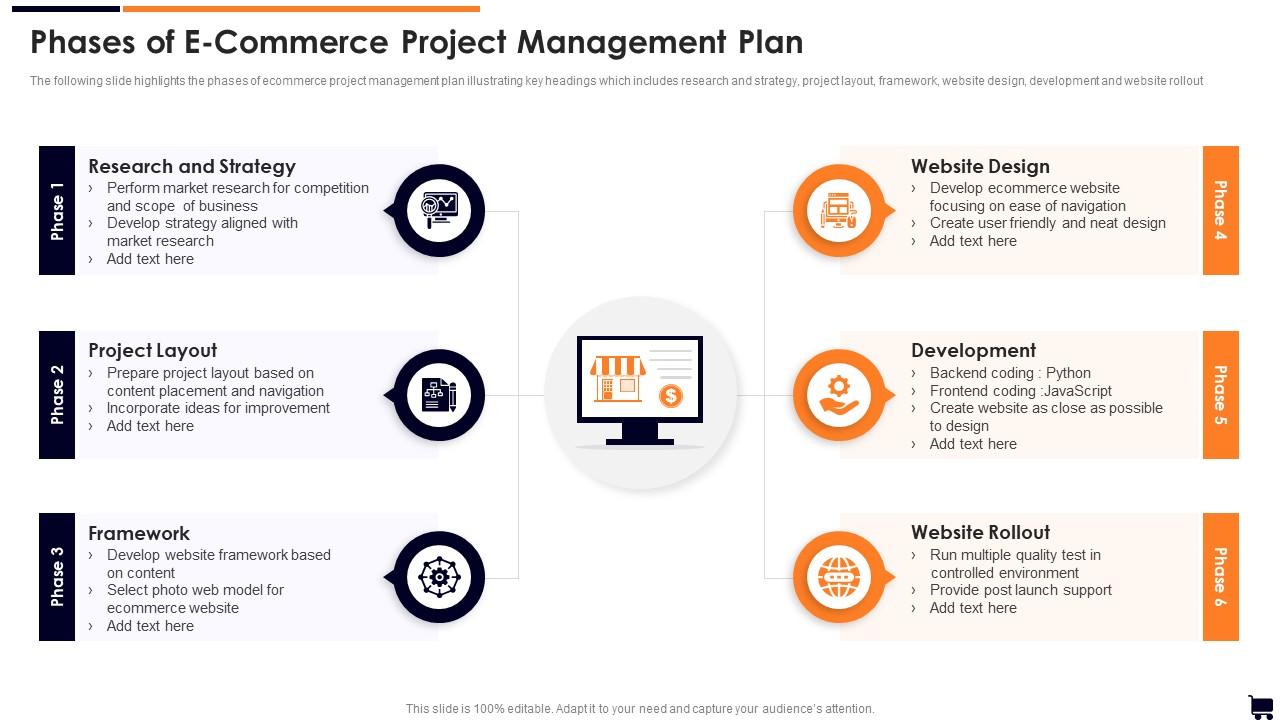 Phases of E-Commerce Project Management Plan
The following slide highlights the phases of ecommerce project management plan illustrating key headings which includes research and strategy, project layout, framework, website design, development and website rollout
Phase 1
Research and Strategy
› Perform market research for competition
and scope of business
› Develop strategy aligned with
market research
› Add text here
Phase 2
Project Layout
› Prepare project layout based on
content placement and navigation
› Incorporate ideas for improvement
› Add text here
Phase 3
Framework
› Develop website framework based
on content
› Select photo web model for
ecommerce website
› Add text here
$
Website Design
› Develop ecommerce website
focusing on ease of navigation
› Create user friendly and neat design
› Add text here
Phase 4
Development
› Backend coding : Python
› Frontend coding :JavaScript
› Create website as close as possible
to design
› Add text here
Phase 5
Website Rollout
› Run multiple quality test in
controlled environment
› Provide post launch support
› Add text here
Phase 6
This slide is 100% editable. Adapt it to your need and capture your audience's attention.